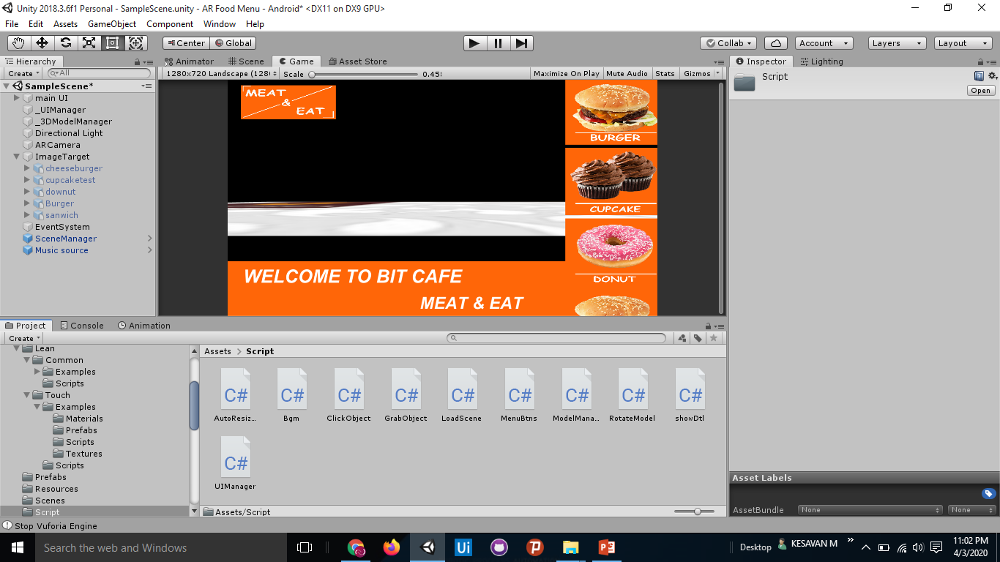 Unity 2018.3.6f1 Personal - SampleScene.unity - AR Food Menu - Android* <DX11 on DX9 GPU>
File Edit Assets GameObject Component Window Help
Center Global Collab Account Layers Layout
Hierarchy Animator Scene Game Asset Store Inspector Lighting
Create All 1280x720 Landscape (128 Scale 0.45 Maximize On Play Mute Audio Stats Gizmos Script
Open
SampleScene*
main UI
_UIManager
_3DModelManager
Directional Light
ARCamera
ImageTarget
cheeseburger
cupcaketest
downut
Burger
sanwich
EventSystem
SceneManager
Music source
MEAT
&
EAT
BURGER
CUPCAKE
DONUT
WELCOME TO BIT CAFE
MEAT & EAT
Project Console Animation
Create
Lean
Common
Examples
Scripts
Touch
Examples
Materials
Prefabs
Scripts
Textures
Scripts
Prefabs
Resources
Scenes
Script
Assets > Script
C# C# C# C# C# C# C# C# C#
AutoResiz... Bgm ClickObject GrabObject LoadScene MenuBtns ModelMana... RotateModel showDtl
C#
UIManager
Assets/Script
Asset Labels
AssetBundle None None
Stop Vuforia Engine
Search the web and Windows
Ui
Desktop
KESAVAN M
11:02 PM
4/3/2020